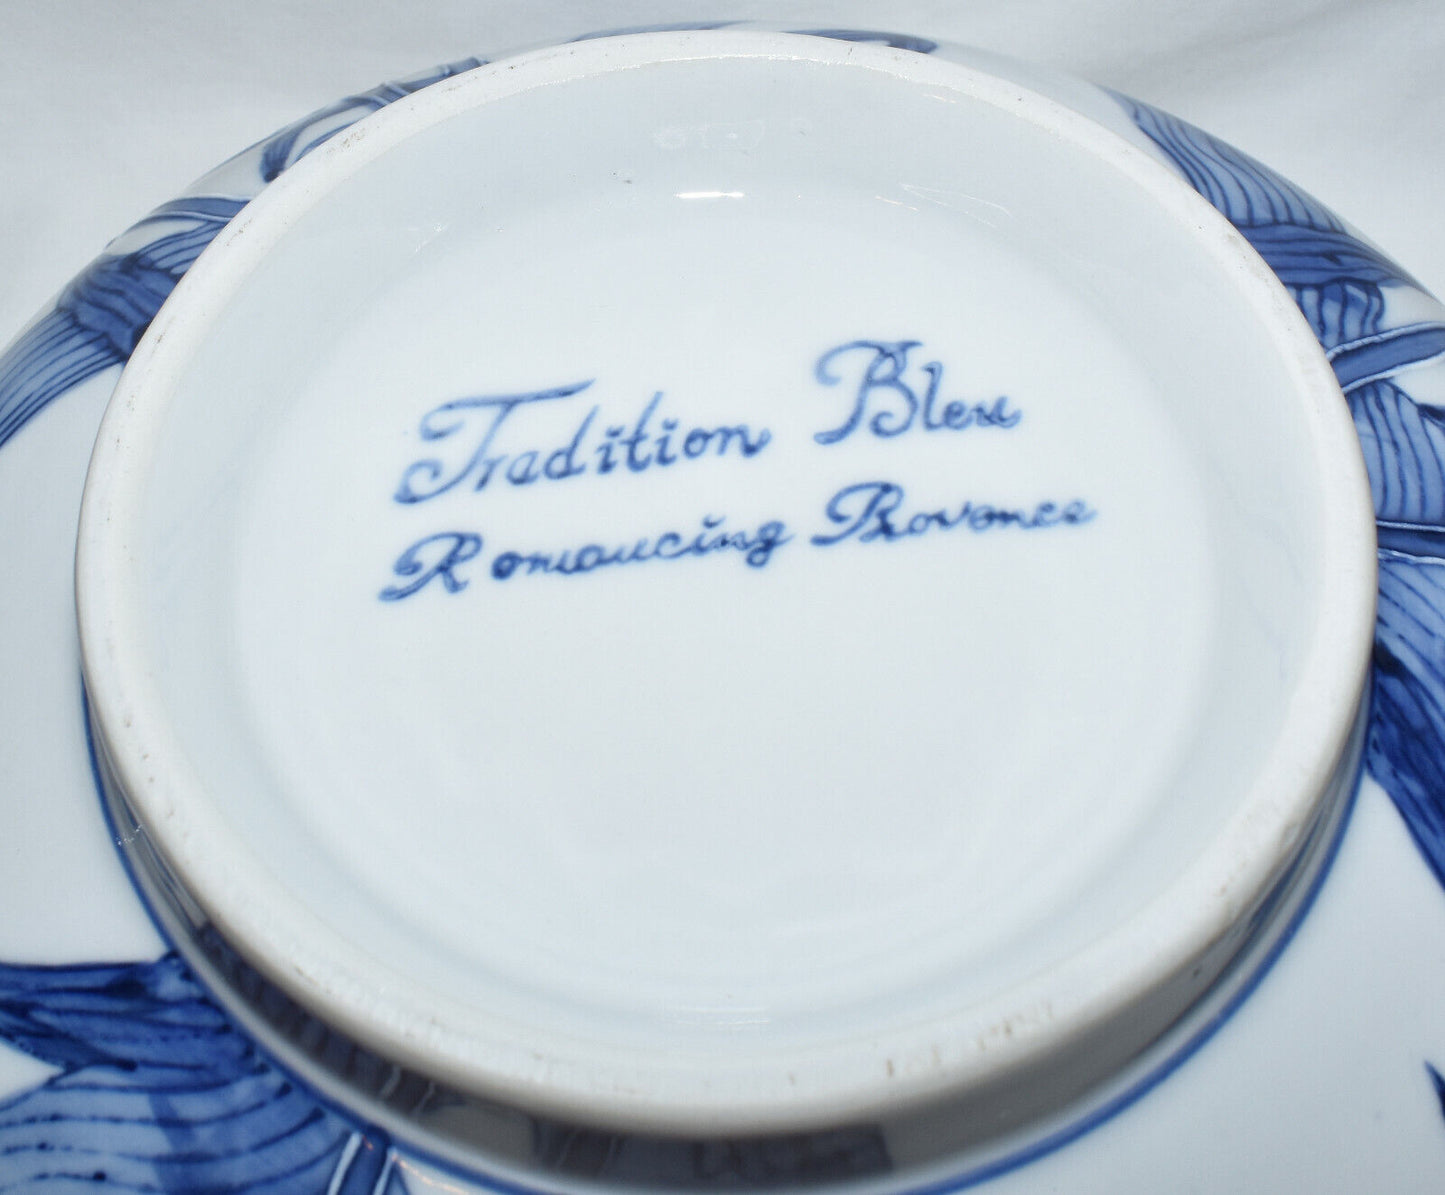 Tradition Bleu
Romancing Provence